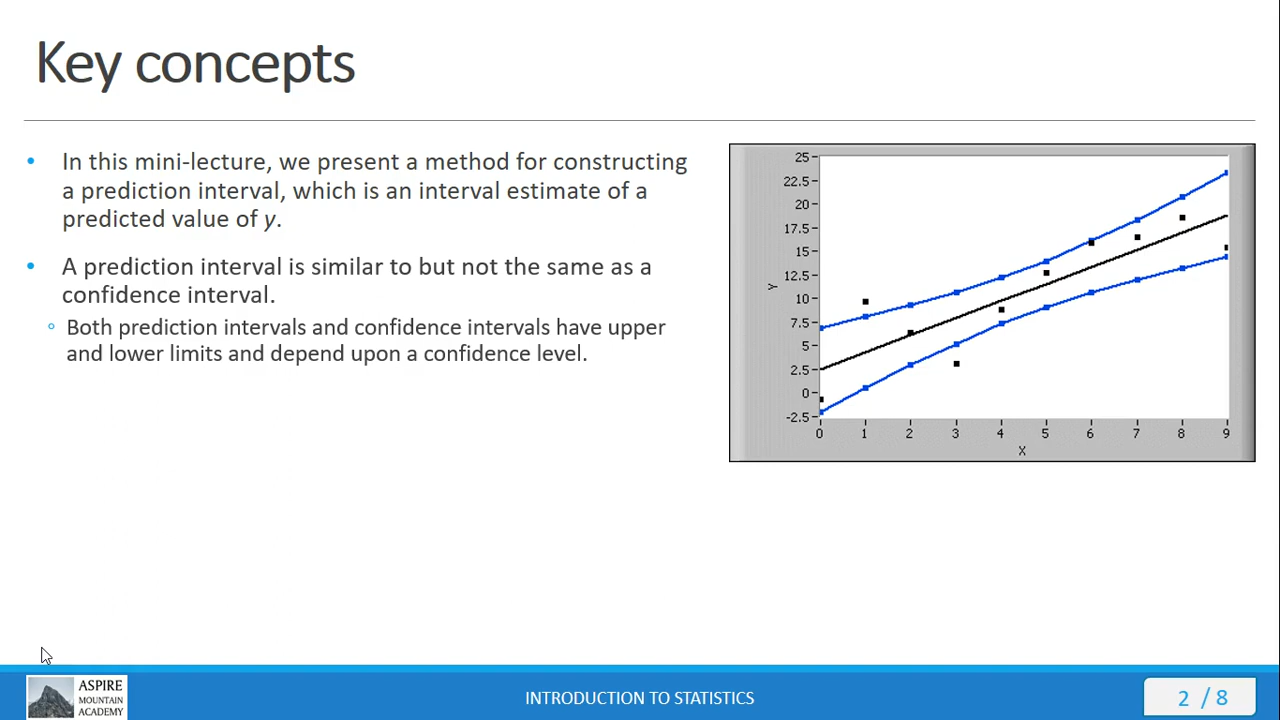 Key concepts
• In this mini-lecture, we present a method for constructing
a prediction interval, which is an interval estimate of a
predicted value of y.
• A prediction interval is similar to but not the same as a
confidence interval.
◦ Both prediction intervals and confidence intervals have upper
and lower limits and depend upon a confidence level.
25
22.5
20
17.5
15
12.5
10
7.5
5
2.5
0
-2.5
Y
0 1 2 3 4 5 6 7 8 9
X
ASPIRE
MOUNTAIN
ACADEMY
INTRODUCTION TO STATISTICS
2 / 8